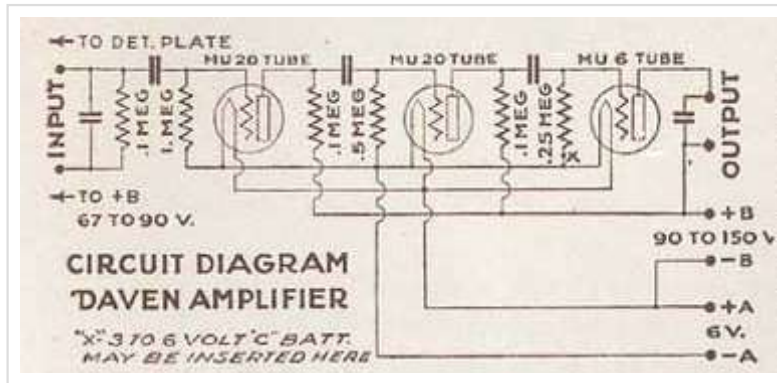 ← TO DET. PLATE
MU 20 TUBE
MU 20 TUBE
MU 6 TUBE
INPUT
.1 MEG
1. MEG
.1 MEG
.5 MEG
.1 MEG
.25 MEG
"X"
OUTPUT
← TO +B
67 TO 90 V.
+B
90 TO 150 V
-B
+A
6 V.
-A
CIRCUIT DIAGRAM
DAVEN AMPLIFIER
"X"- 3 TO 6 VOLT "C" BATT.
MAY BE INSERTED HERE